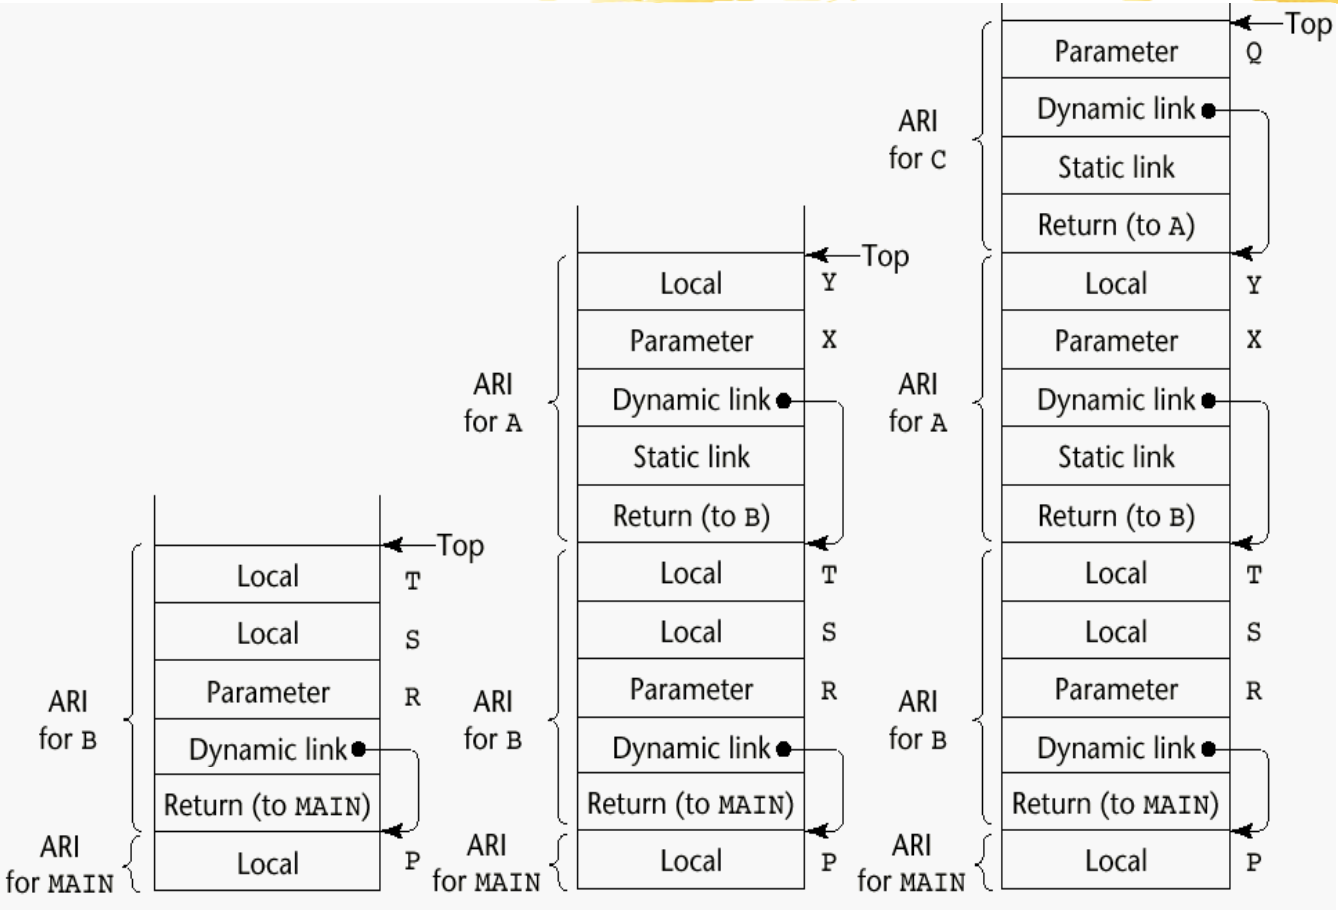 Top
Parameter Q
Dynamic link
ARI
for C
Static link
Return (to A)
Top
Local Y
Parameter X
ARI
for A
Dynamic link
Static link
Return (to B)
Local Y
Parameter X
ARI
for A
Dynamic link
Static link
Return (to B)
Top
Local T
Local S
Parameter R
ARI
for B
Dynamic link
Return (to MAIN)
ARI
for MAIN
Local P
Local T
Local S
Parameter R
ARI
for B
Dynamic link
Return (to MAIN)
ARI
for MAIN
Local P
Local T
Local S
Parameter R
ARI
for B
Dynamic link
Return (to MAIN)
ARI
for MAIN
Local P